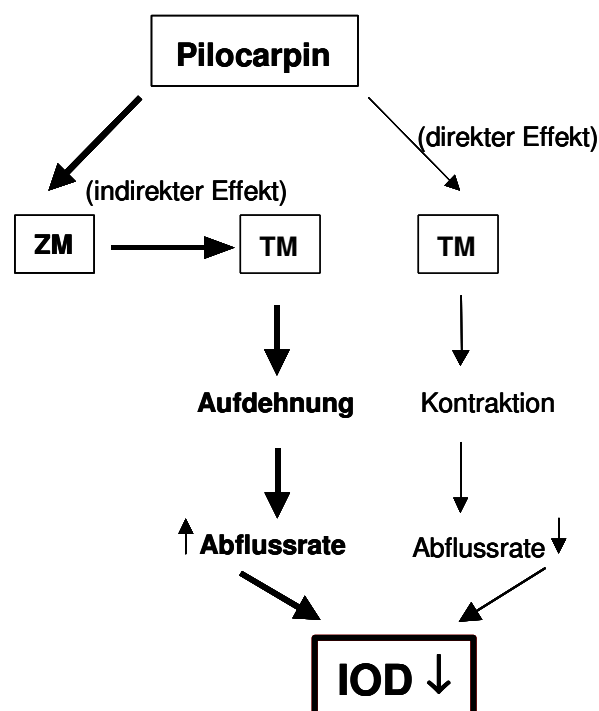 Pilocarpin
(direkter Effekt)
(indirekter Effekt)
ZM
TM
TM
Aufdehnung
Kontraktion
↑ Abflussrate
Abflussrate ↓
IOD ↓